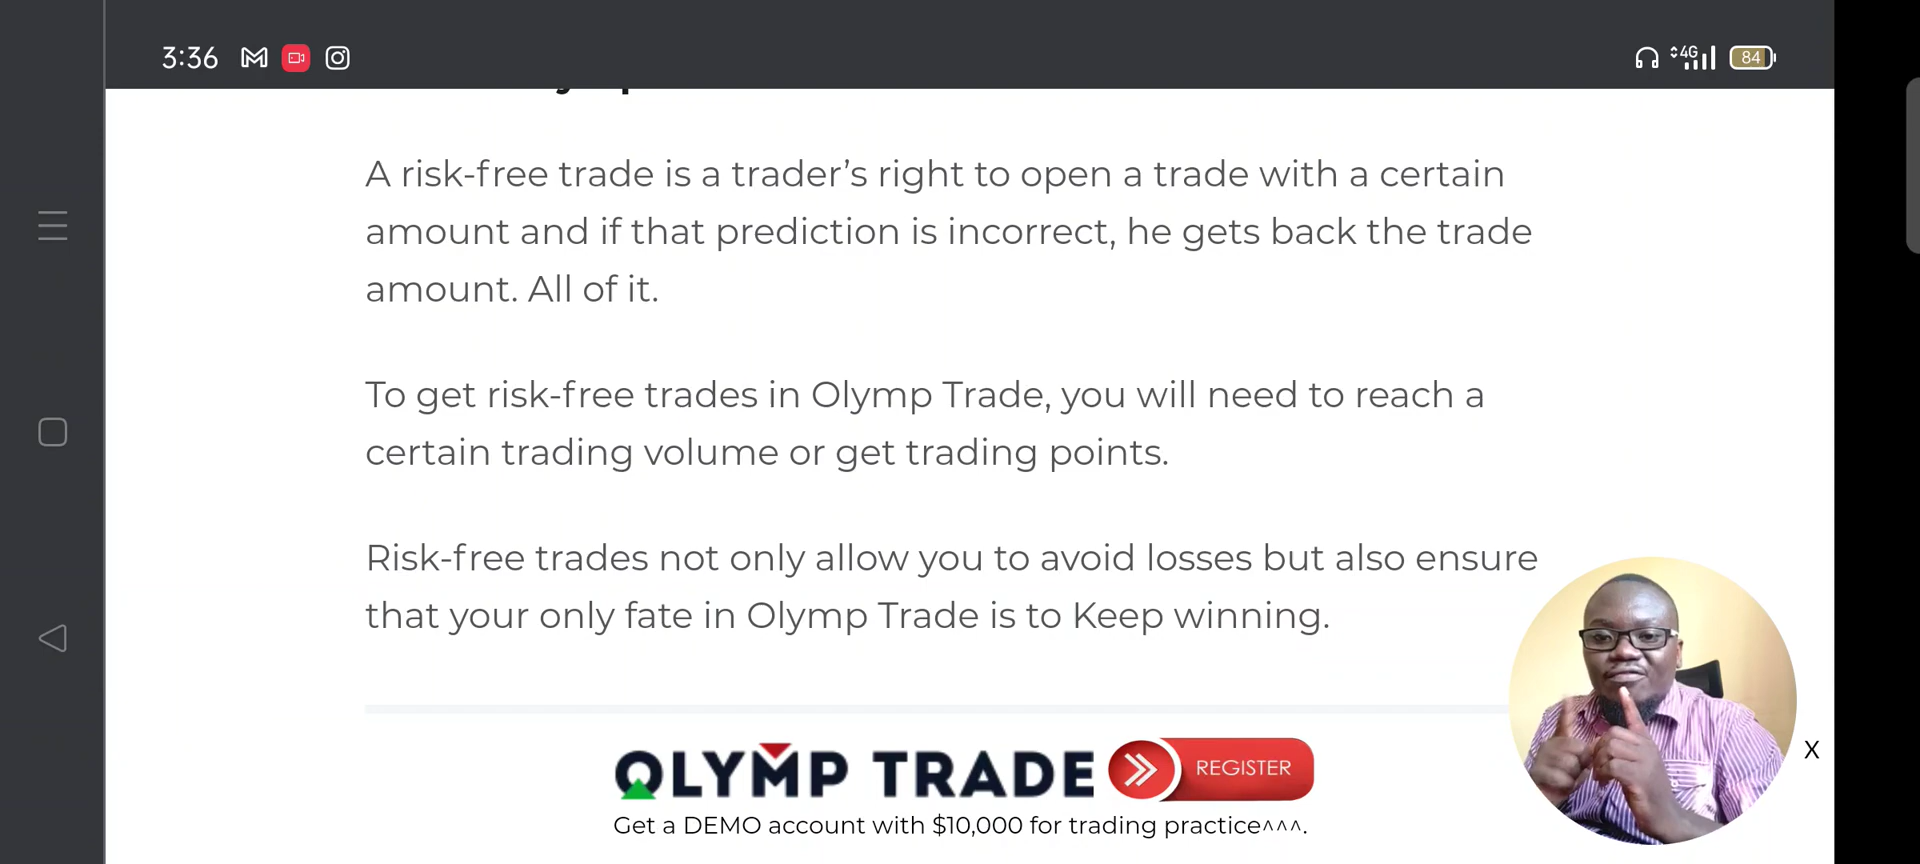 3:36
4G
84
A risk-free trade is a trader’s right to open a trade with a certain
amount and if that prediction is incorrect, he gets back the trade
amount. All of it.
To get risk-free trades in Olymp Trade, you will need to reach a
certain trading volume or get trading points.
Risk-free trades not only allow you to avoid losses but also ensure
that your only fate in Olymp Trade is to Keep winning.
OLYMP TRADE
REGISTER
X
Get a DEMO account with $10,000 for trading practice^^^.